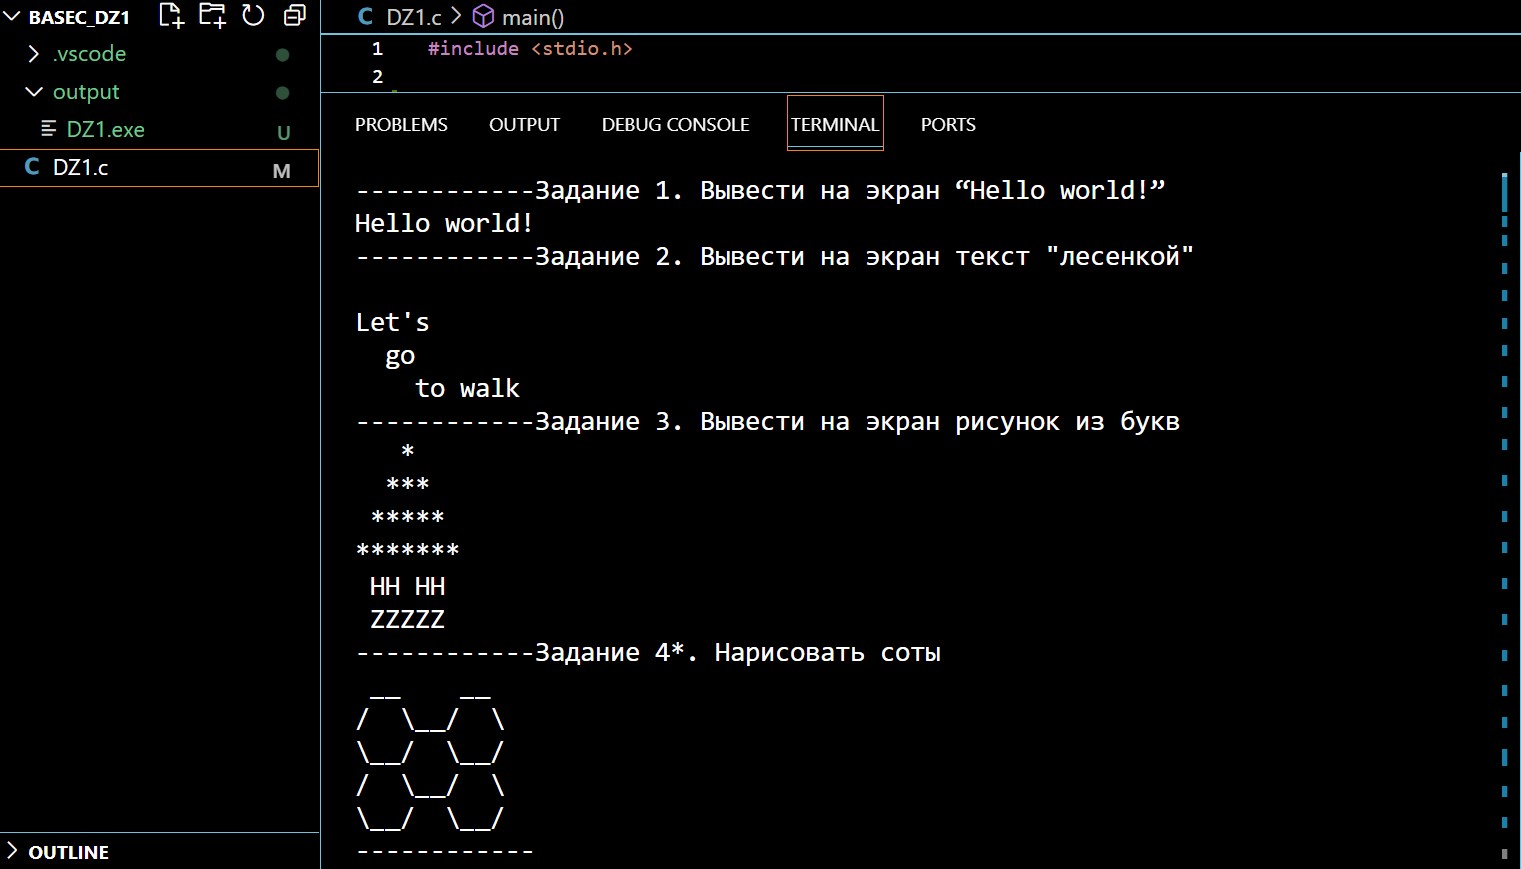 BASEC_DZ1
.vscode
output
DZ1.exe U
DZ1.c M
OUTLINE
DZ1.c > main()
1 #include <stdio.h>
2
PROBLEMS OUTPUT DEBUG CONSOLE TERMINAL PORTS
------------Задание 1. Вывести на экран “Hello world!”
Hello world!
------------Задание 2. Вывести на экран текст "лесенкой"
Let's
  go
    to walk
------------Задание 3. Вывести на экран рисунок из букв
   *
  ***
 *****
*******
 HH HH
 ZZZZZ
------------Задание 4*. Нарисовать соты
 __    __
/  \__/  \
\__/  \__/
/  \__/  \
\__/  \__/
------------